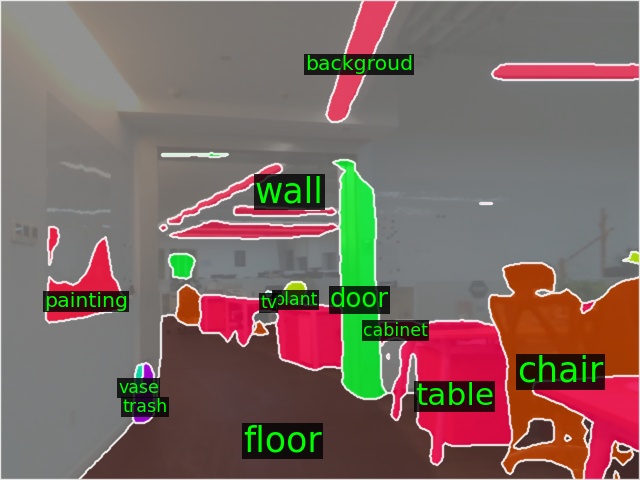 backgroud
wall
painting
tv
plant
door
cabinet
chair
vase
table
trash
floor